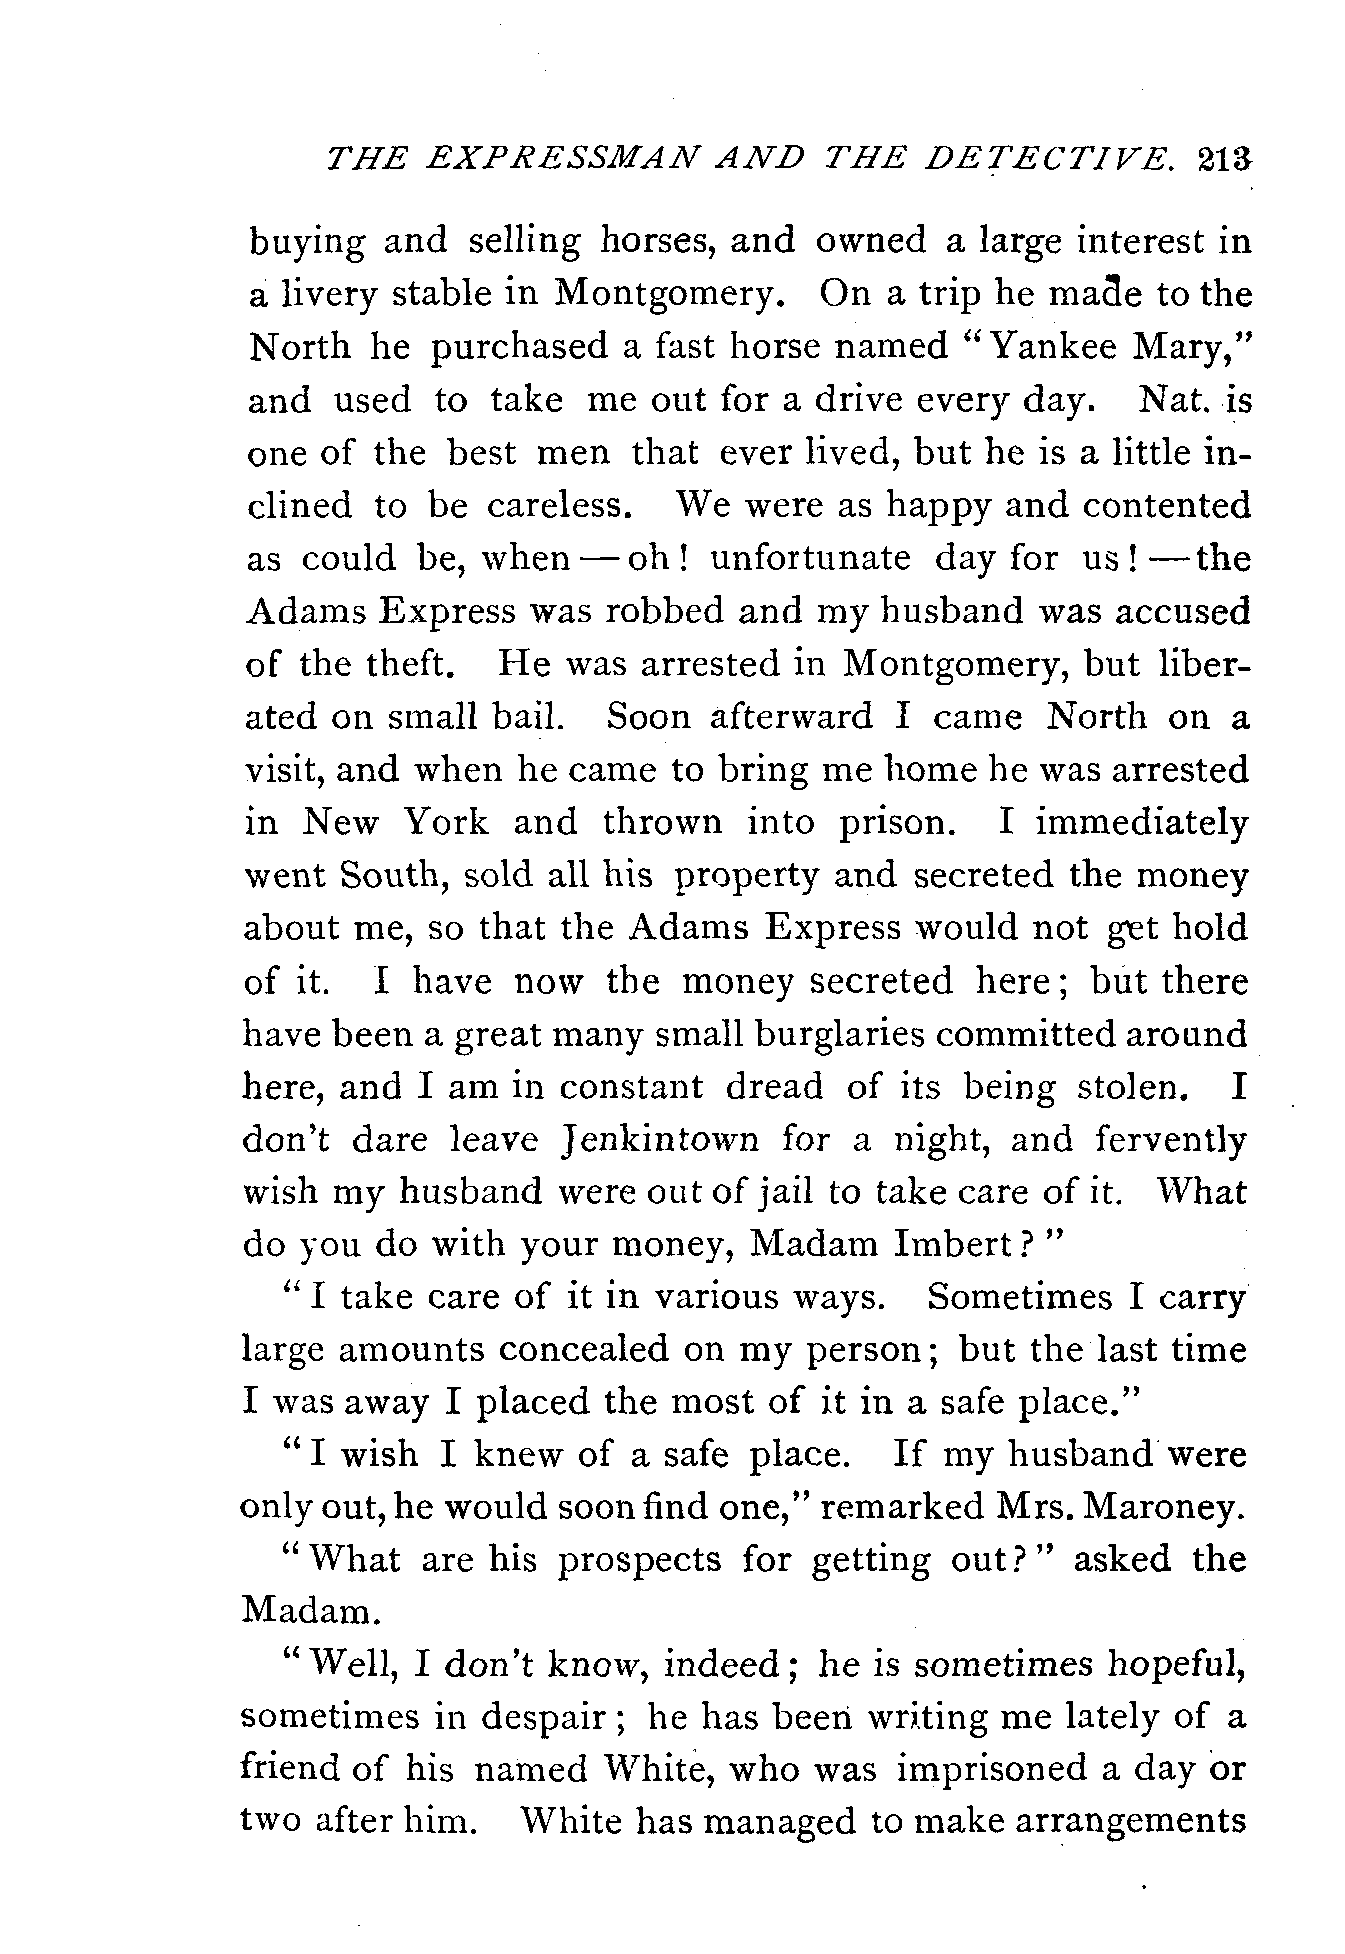 THE EXPRESSMAN AND THE DETECTIVE. 213
buying and selling horses, and owned a large interest in
a livery stable in Montgomery. On a trip he made to the
North he purchased a fast horse named "Yankee Mary,"
and used to take me out for a drive every day. Nat. is
one of the best men that ever lived, but he is a little in-
clined to be careless. We were as happy and contented
as could be, when — oh! unfortunate day for us! — the
Adams Express was robbed and my husband was accused
of the theft. He was arrested in Montgomery, but liber-
ated on small bail. Soon afterward I came North on a
visit, and when he came to bring me home he was arrested
in New York and thrown into prison. I immediately
went South, sold all his property and secreted the money
about me, so that the Adams Express would not get hold
of it. I have now the money secreted here; but there
have been a great many small burglaries committed around
here, and I am in constant dread of its being stolen. I
don't dare leave Jenkintown for a night, and fervently
wish my husband were out of jail to take care of it. What
do you do with your money, Madam Imbert?"
"I take care of it in various ways. Sometimes I carry
large amounts concealed on my person; but the last time
I was away I placed the most of it in a safe place."
"I wish I knew of a safe place. If my husband were
only out, he would soon find one," remarked Mrs. Maroney.
"What are his prospects for getting out?" asked the
Madam.
"Well, I don't know, indeed; he is sometimes hopeful,
sometimes in despair; he has been writing me lately of a
friend of his named White, who was imprisoned a day or
two after him. White has managed to make arrangements